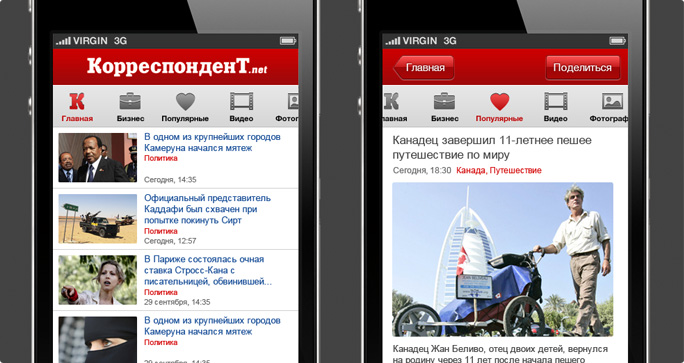 VIRGIN 3G
КорреспонденТ.net
Главная
Бизнес
Популярные
Видео
Фотог
В одном из крупнейших городов
Камеруна начался мятеж
Политика
Сегодня, 14:35
Официальный представитель
Каддафи был схвачен при
попытке покинуть Сирт
Политика
Сегодня, 12:57
В Париже состоялась очная
ставка Стросс-Кана с
писательницей, обвинившей...
Политика
29 сентября, 14:35
В одном из крупнейших городов
Камеруна начался мятеж
Политика
29 сентября, 14:35
VIRGIN 3G
Главная
Поделиться
авная
Бизнес
Популярные
Видео
Фотограф
Канадец завершил 11-летнее пешее
путешествие по миру
Сегодня, 18:30 Канада, Путешествие
Канадец Жан Беливо, отец двоих детей, вернулся
на родину через 11 лет после начала пешего